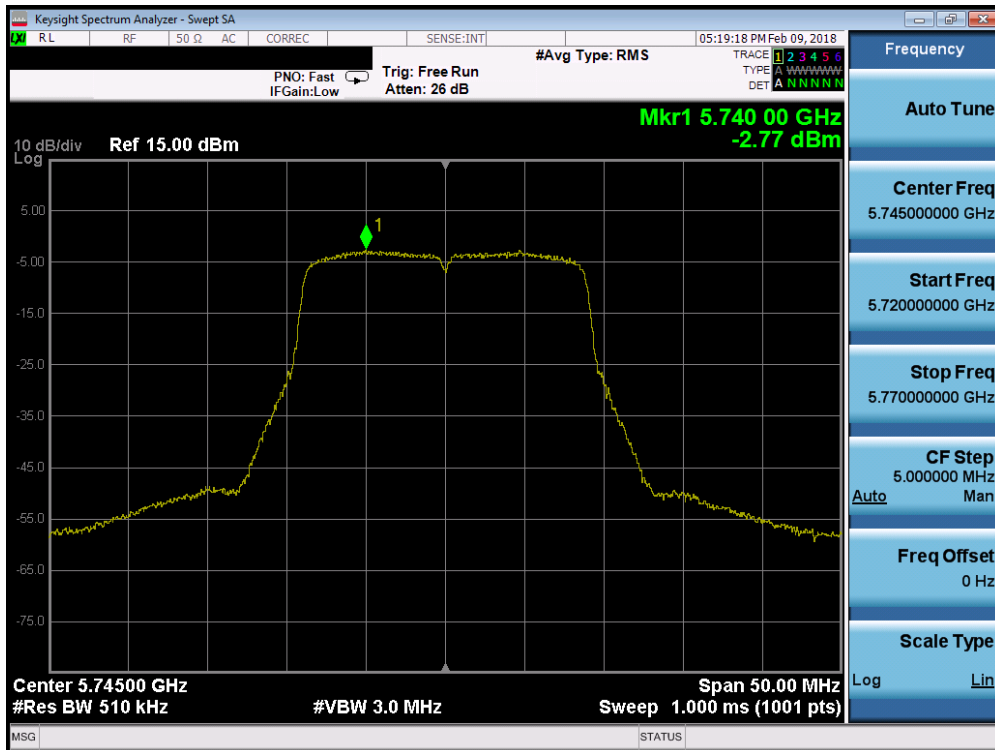 Keysight Spectrum Analyzer - Swept SA
LXI RL RF 50 Ω AC CORREC SENSE:INT 05:19:18 PM Feb 09, 2018
#Avg Type: RMS TRACE 1 2 3 4 5 6
PNO: Fast Trig: Free Run TYPE A WWWWW
IFGain:Low Atten: 26 dB DET A N N N N N
Mkr1 5.740 00 GHz
10 dB/div Ref 15.00 dBm -2.77 dBm
Log
1
5.00
-5.00
-15.0
-25.0
-35.0
-45.0
-55.0
-65.0
-75.0
Center 5.74500 GHz Span 50.00 MHz
#Res BW 510 kHz #VBW 3.0 MHz Sweep 1.000 ms (1001 pts)
MSG STATUS
Frequency
Auto Tune
Center Freq
5.745000000 GHz
Start Freq
5.720000000 GHz
Stop Freq
5.770000000 GHz
CF Step
5.000000 MHz
Auto Man
Freq Offset
0 Hz
Scale Type
Log Lin